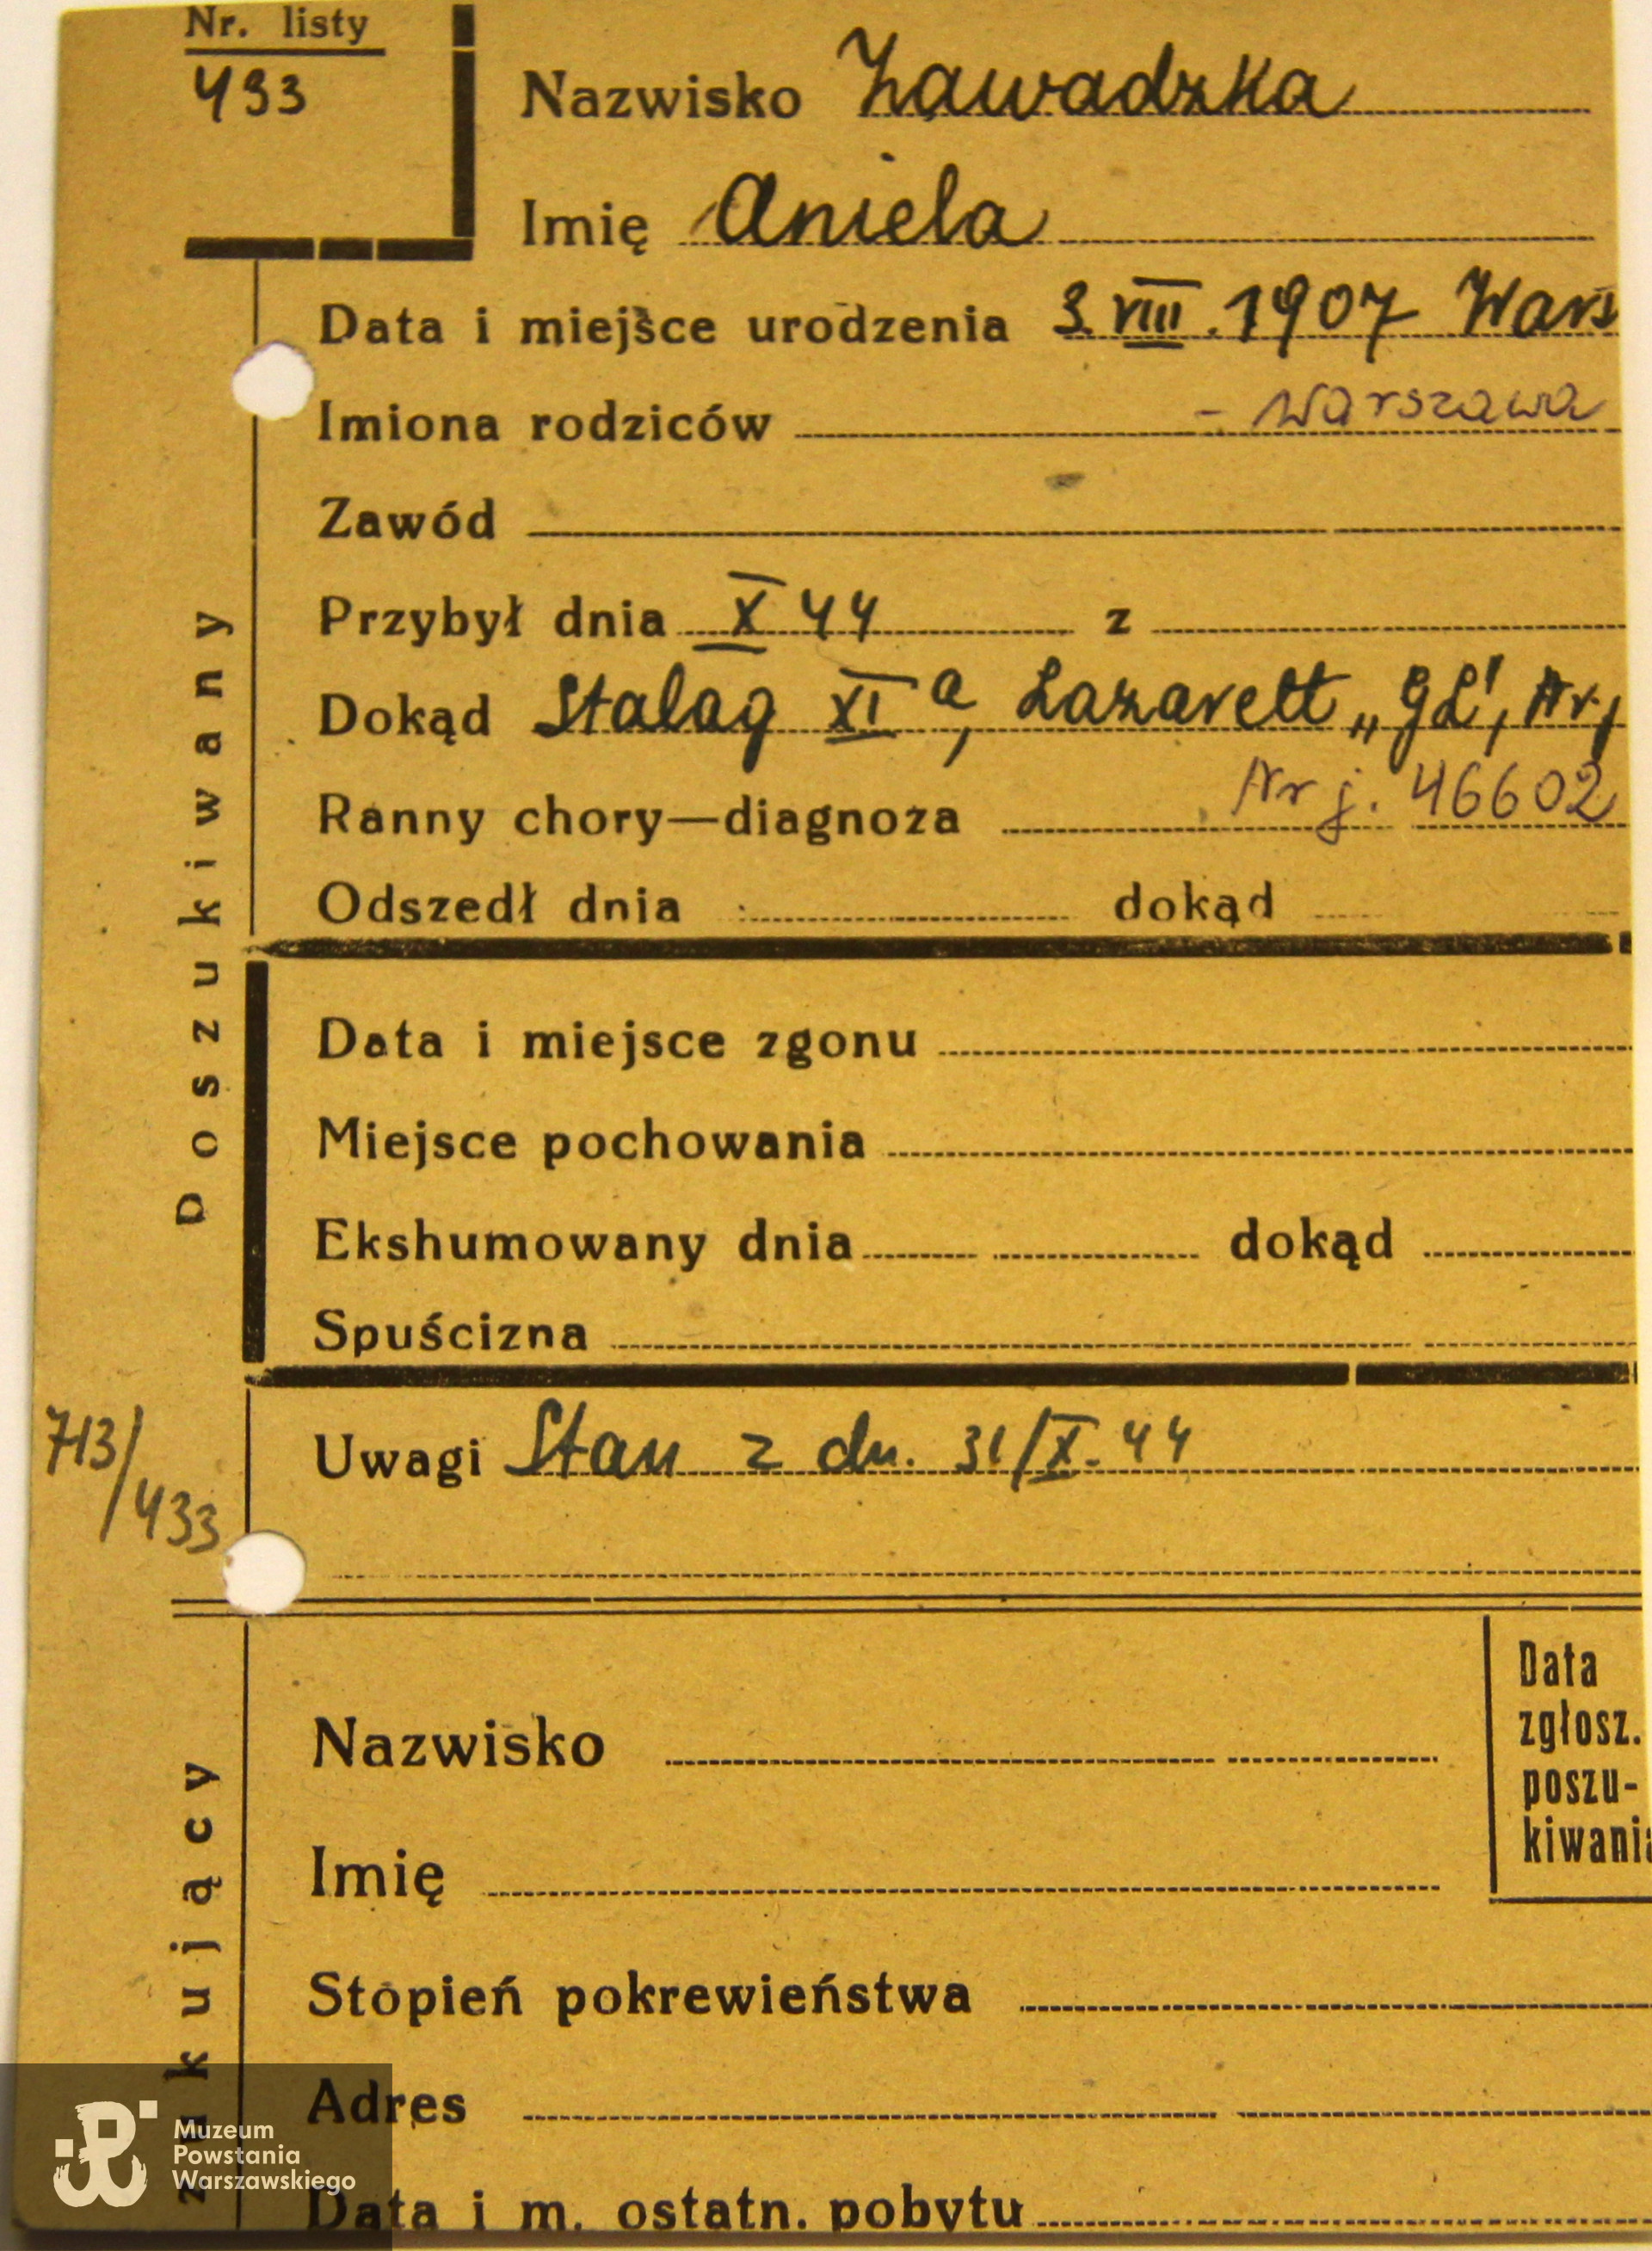 Nr. listy
433
Nazwisko Zawadzka
Imię Aniela
Data i miejsce urodzenia 3.VIII.1907 Wars
Imiona rodziców - Warszawa
Zawód
Przybył dnia X 44 z
Dokąd Stalag XI a, Lazarett „GL", Nr j
Ranny chory—diagnoza Nr j. 46602
Odszedł dnia dokąd
Data i miejsce zgonu
Miejsce pochowania
Ekshumowany dnia dokąd
Spuścizna
Poszukiwany
Uwagi Stan z dn. 31/X. 44
713/433
Nazwisko
Data
zgłosz.
poszu-
kiwania
Imię
Stopień pokrewieństwa
Adres
Data i m. ostatn. pobytu
zukujący
Muzeum
Powstania
Warszawskiego